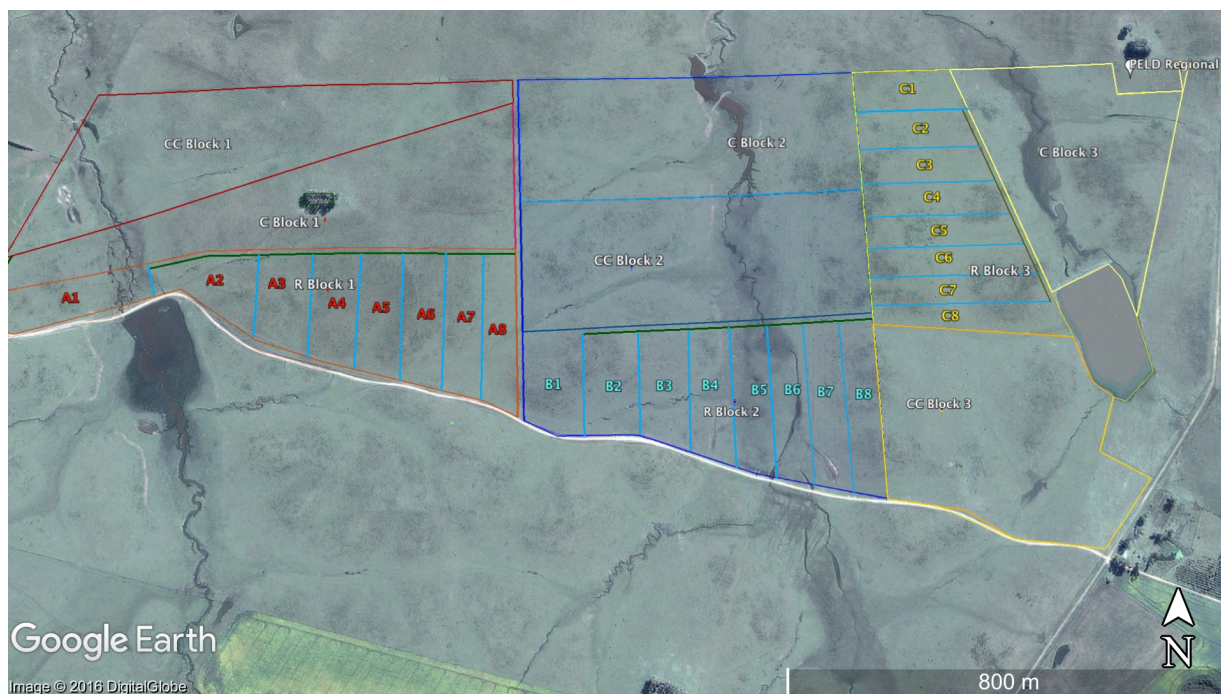 PELD Regional
C1
C2
CC Block 1
C Block 2
C Block 3
C3
C4
C Block 1
C5
CC Block 2
C6
R Block 3
A1
A2
A3
R Block 1
A4
A5
A6
A7
A8
C7
C8
B1
B2
B3
B4
B5
B6
B7
B8
R Block 2
CC Block 3
N
Google Earth
Image © 2016 DigitalGlobe
800 m